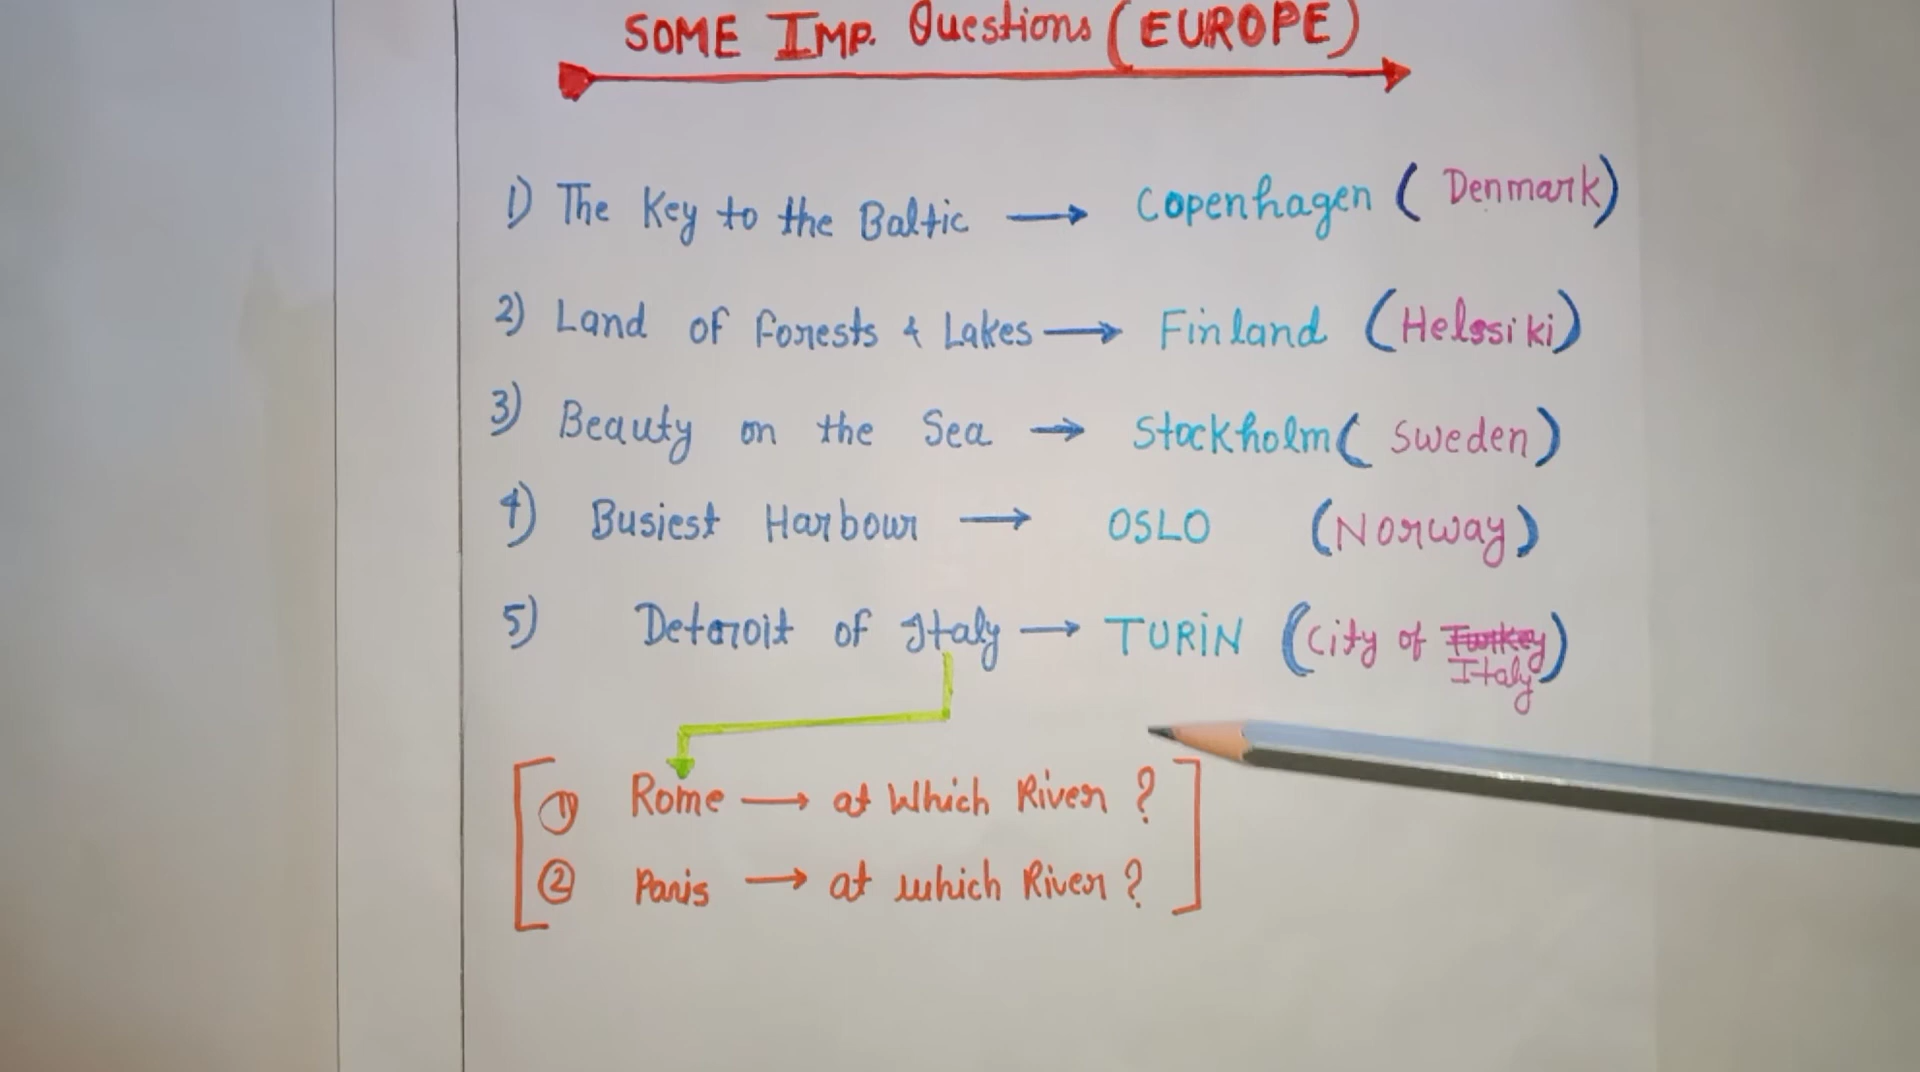 SOME IMP. Questions (EUROPE)
1) The Key to the Baltic → Copenhagen (Denmark)
2) Land of Forests & Lakes → Finland (Helssiki)
3) Beauty on the Sea → Stockholm (Sweden)
4) Busiest Harbour → OSLO (Norway)
5) Detroit of Italy → TURIN (City of Turkey Italy)
① Rome → at Which River ?
② Paris → at which River ?